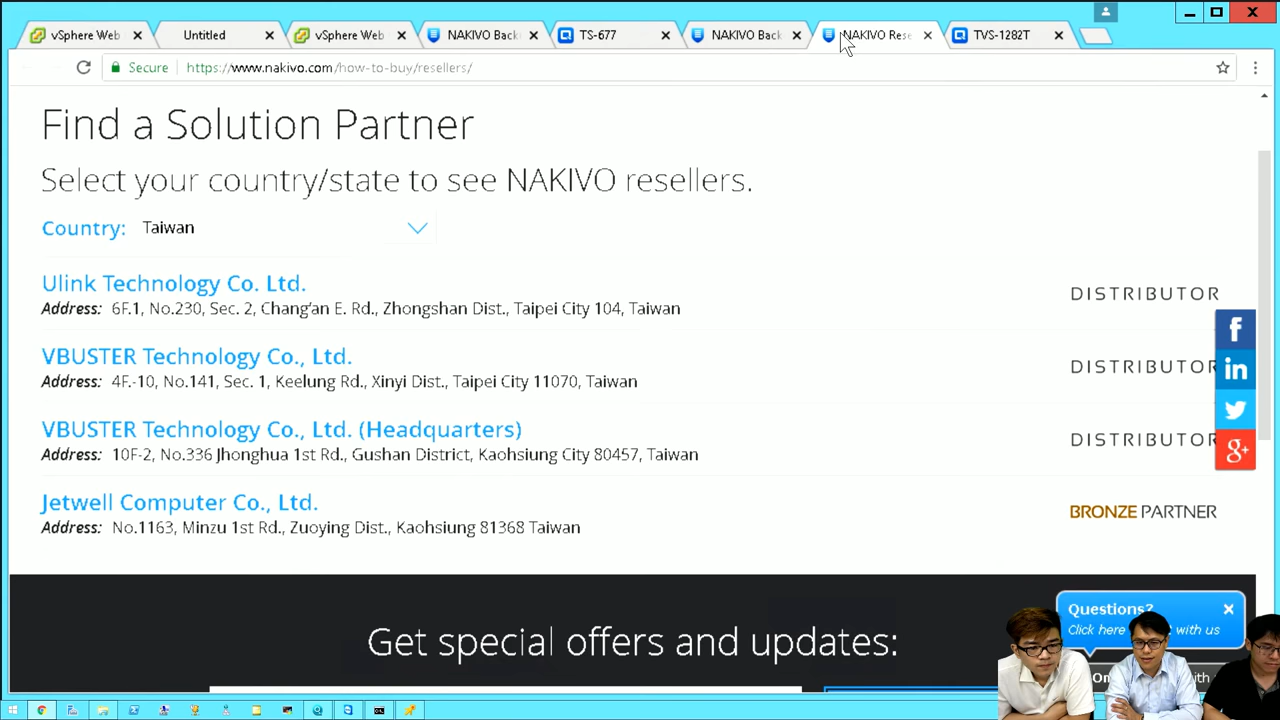 vSphere Web
Untitled
vSphere Web
NAKIVO Back
TS-677
NAKIVO Back
NAKIVO Rese
TVS-1282T
Secure
https://www.nakivo.com/how-to-buy/resellers/
Find a Solution Partner
Select your country/state to see NAKIVO resellers.
Country: Taiwan
Ulink Technology Co. Ltd.
DISTRIBUTOR
Address: 6F.1, No.230, Sec. 2, Chang'an E. Rd., Zhongshan Dist., Taipei City 104, Taiwan
VBUSTER Technology Co., Ltd.
DISTRIBUTOR
Address: 4F.-10, No.141, Sec. 1, Keelung Rd., Xinyi Dist., Taipei City 11070, Taiwan
VBUSTER Technology Co., Ltd. (Headquarters)
DISTRIBUTOR
Address: 10F-2, No.336 Jhonghua 1st Rd., Gushan District, Kaohsiung City 80457, Taiwan
Jetwell Computer Co., Ltd.
BRONZE PARTNER
Address: No.1163, Minzu 1st Rd., Zuoying Dist., Kaohsiung 81368 Taiwan
f
in
g+
Get special offers and updates:
Questions?
Click here with us